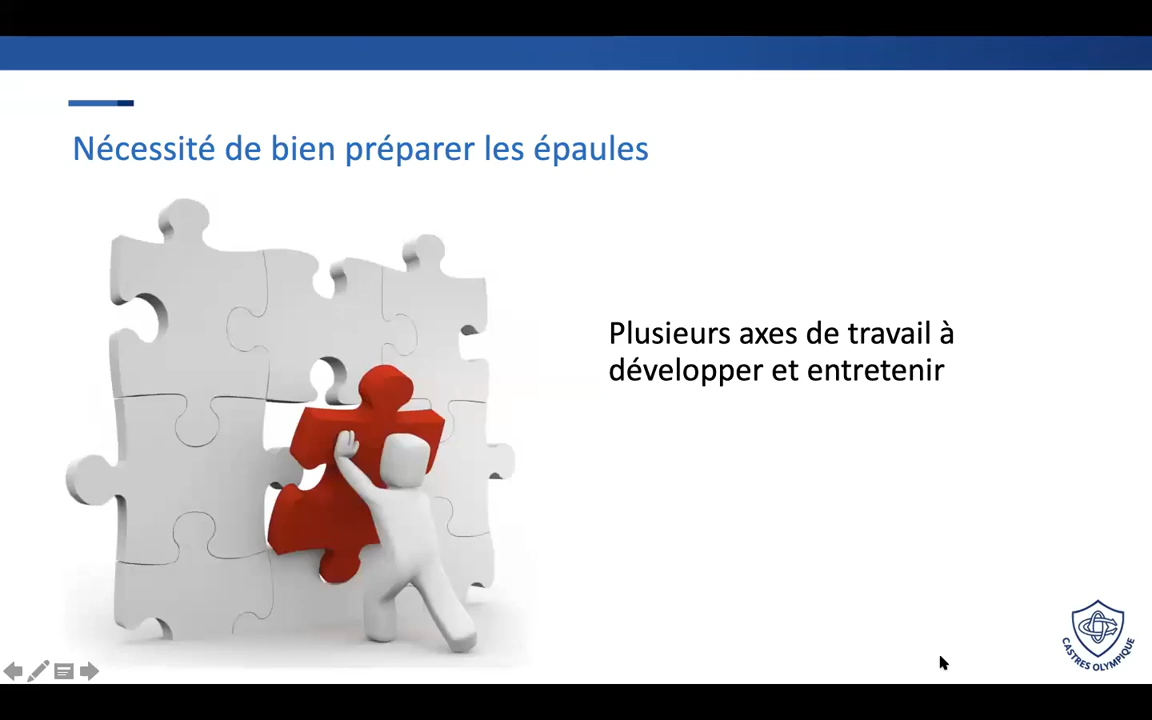 Nécessité de bien préparer les épaules
Plusieurs axes de travail à
développer et entretenir
CASTRES OLYMPIQUE